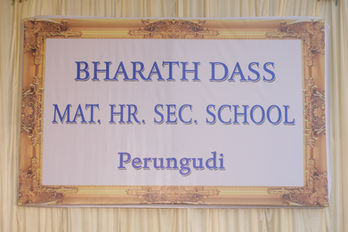 BHARATH DASS
MAT. HR. SEC. SCHOOL
Perungudi